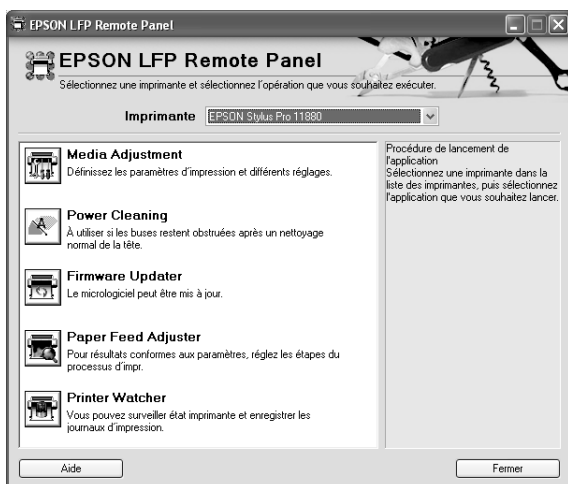 EPSON LFP Remote Panel
EPSON LFP Remote Panel
Sélectionnez une imprimante et sélectionnez l'opération que vous souhaitez exécuter.
Imprimante EPSON Stylus Pro 11880
Media Adjustment
Définissez les paramètres d'impression et différents réglages.
Power Cleaning
À utiliser si les buses restent obstruées après un nettoyage
normal de la tête.
Firmware Updater
Le micrologiciel peut être mis à jour.
Paper Feed Adjuster
Pour résultats conformes aux paramètres, réglez les étapes du
processus d'impr.
Printer Watcher
Vous pouvez surveiller état imprimante et enregistrer les
journaux d'impression.
Procédure de lancement de
l'application
Sélectionnez une imprimante dans la
liste des imprimantes, puis sélectionnez
l'application que vous souhaitez lancer.
Aide
Fermer